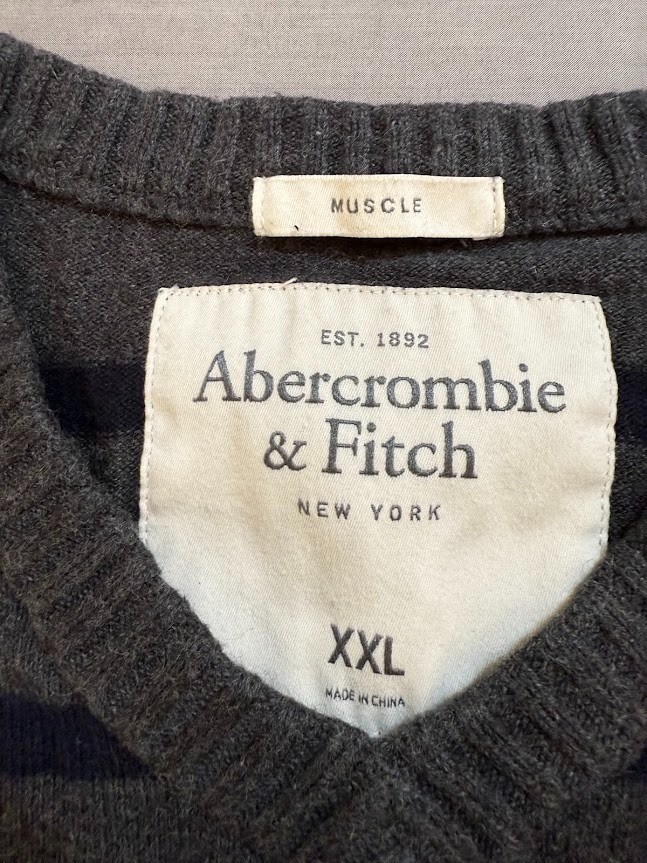 MUSCLE
EST. 1892
Abercrombie
& Fitch
NEW YORK
XXL
MADE IN CHINA